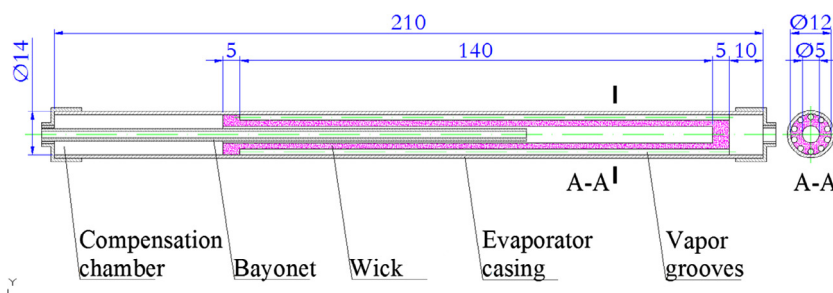 210
Ø12
5
140
5
10
Ø5
Ø14
A-A
A-A
Compensation
chamber
Bayonet
Wick
Evaporator
casing
Vapor
grooves
Y